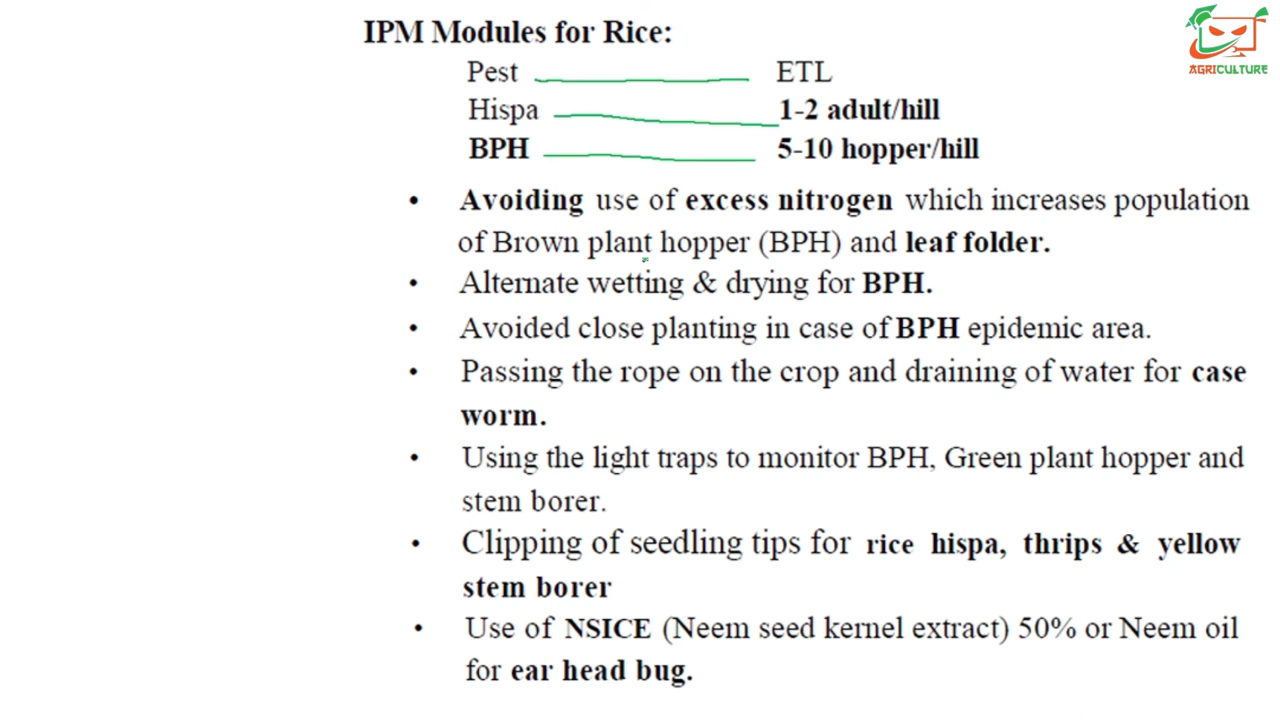 IPM Modules for Rice:
Pest ETL
Hispa 1-2 adult/hill
BPH 5-10 hopper/hill
• Avoiding use of excess nitrogen which increases population
of Brown plant hopper (BPH) and leaf folder.
• Alternate wetting & drying for BPH.
• Avoided close planting in case of BPH epidemic area.
• Passing the rope on the crop and draining of water for case
worm.
• Using the light traps to monitor BPH, Green plant hopper and
stem borer.
• Clipping of seedling tips for rice hispa, thrips & yellow
stem borer
• Use of NSICE (Neem seed kernel extract) 50% or Neem oil
for ear head bug.
AGRICULTURE